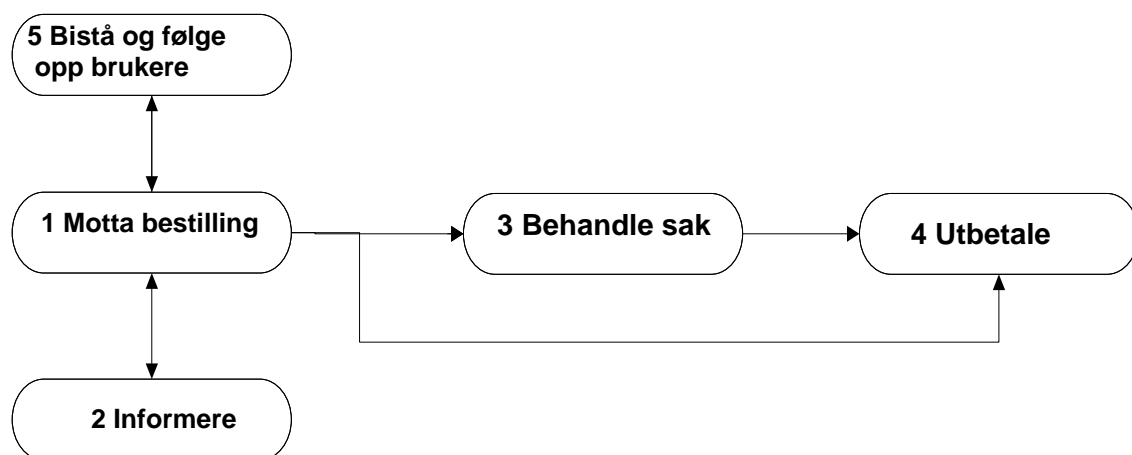 5 Bistå og følge
opp brukere
1 Motta bestilling
3 Behandle sak
4 Utbetale
2 Informere